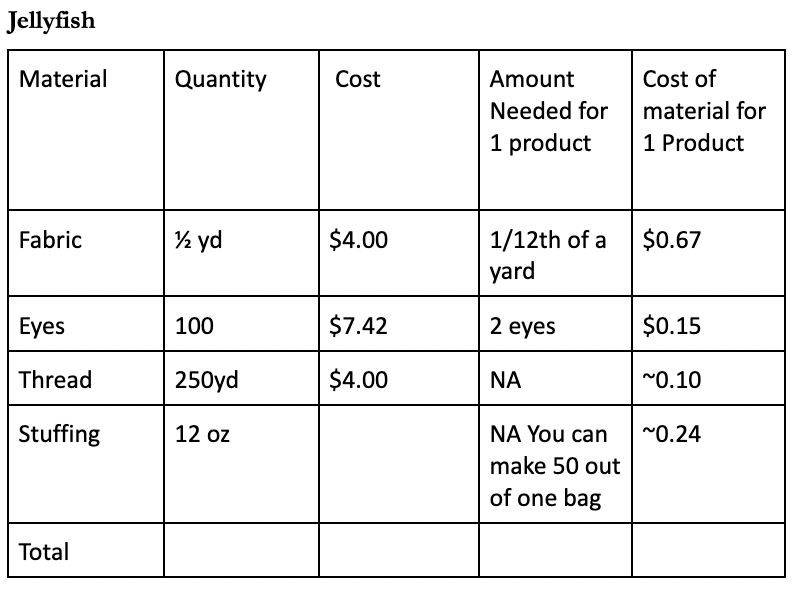 Jellyfish
Material Quantity Cost Amount Needed for 1 product Cost of material for 1 Product
Fabric ½ yd $4.00 1/12th of a yard $0.67
Eyes 100 $7.42 2 eyes $0.15
Thread 250yd $4.00 NA ~0.10
Stuffing 12 oz NA You can make 50 out of one bag ~0.24
Total